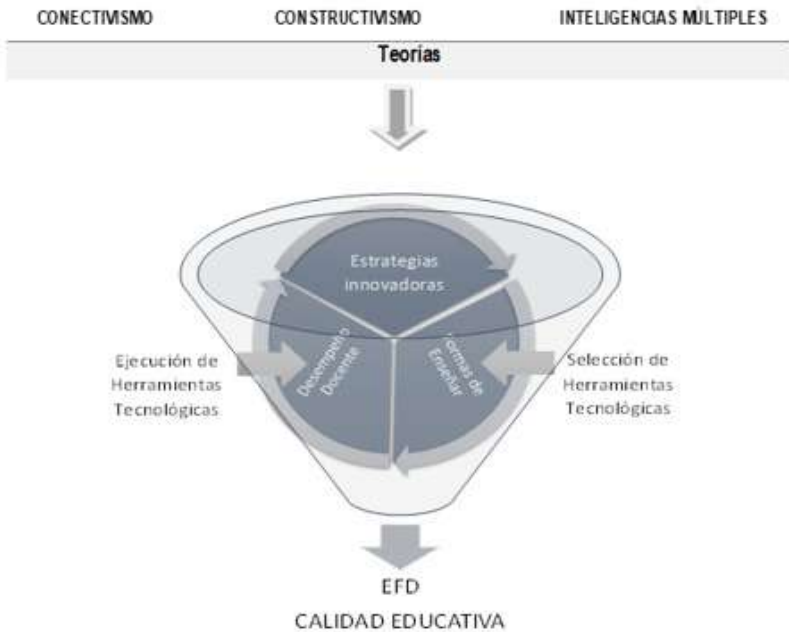 CONECTIVISMO CONSTRUCTIVISMO INTELIGENCIAS MÚLTIPLES
Teorías
Estrategias
innovadoras
Desempeño
Docente
Formas de
Enseñar
Ejecución de
Herramientas
Tecnológicas
Selección de
Herramientas
Tecnológicas
EFD
CALIDAD EDUCATIVA